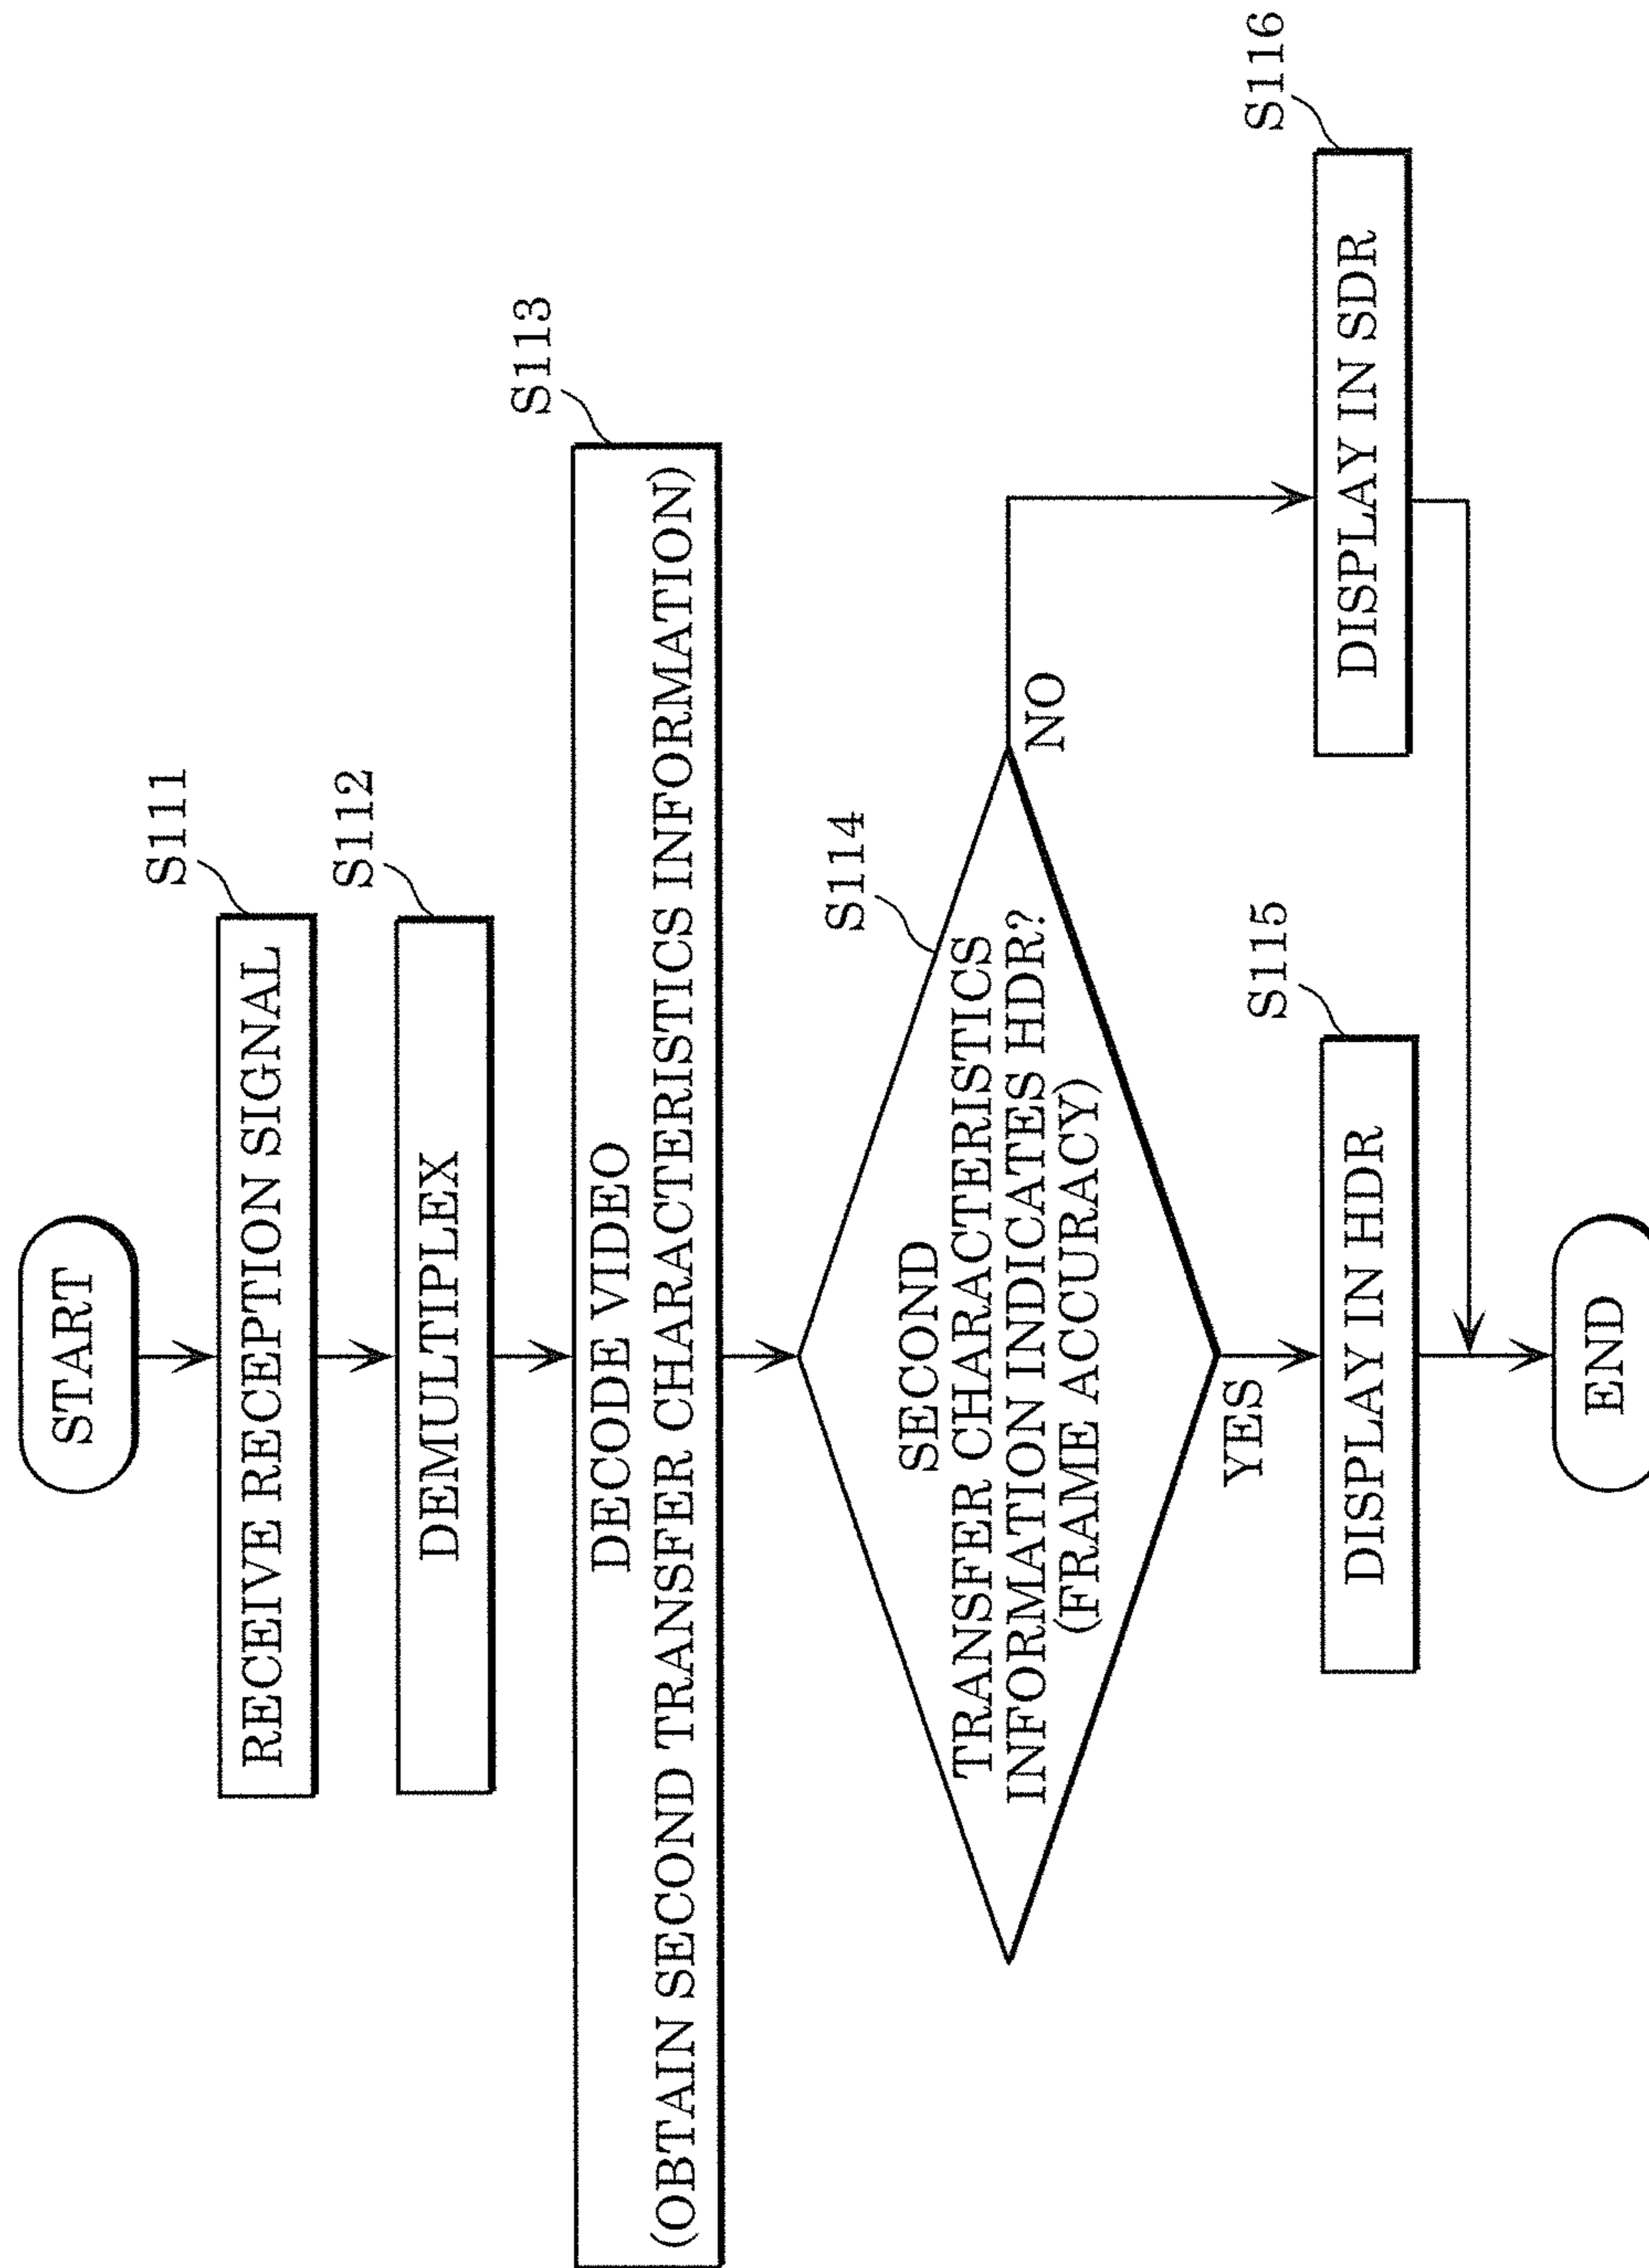 START
S111
RECEIVE RECEPTION SIGNAL
S112
DEMULTIPLEX
S113
DECODE VIDEO
(OBTAIN SECOND TRANSFER CHARACTERISTICS INFORMATION)
S114
SECOND
TRANSFER CHARACTERISTICS
INFORMATION INDICATES HDR?
(FRAME ACCURACY)
NO
YES
S115
DISPLAY IN HDR
S116
DISPLAY IN SDR
END